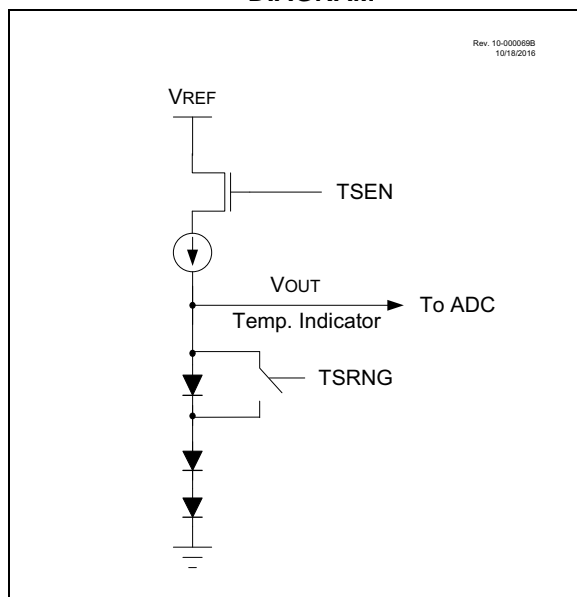 DIAGRAM
Rev. 10-000069B
10/18/2016
VREF
TSEN
VOUT
Temp. Indicator
To ADC
TSRNG